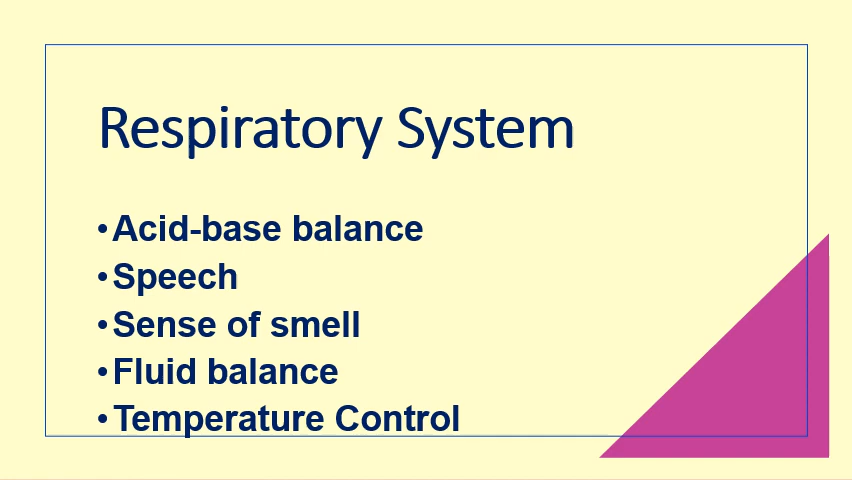 Respiratory System
•Acid-base balance
•Speech
•Sense of smell
•Fluid balance
•Temperature Control